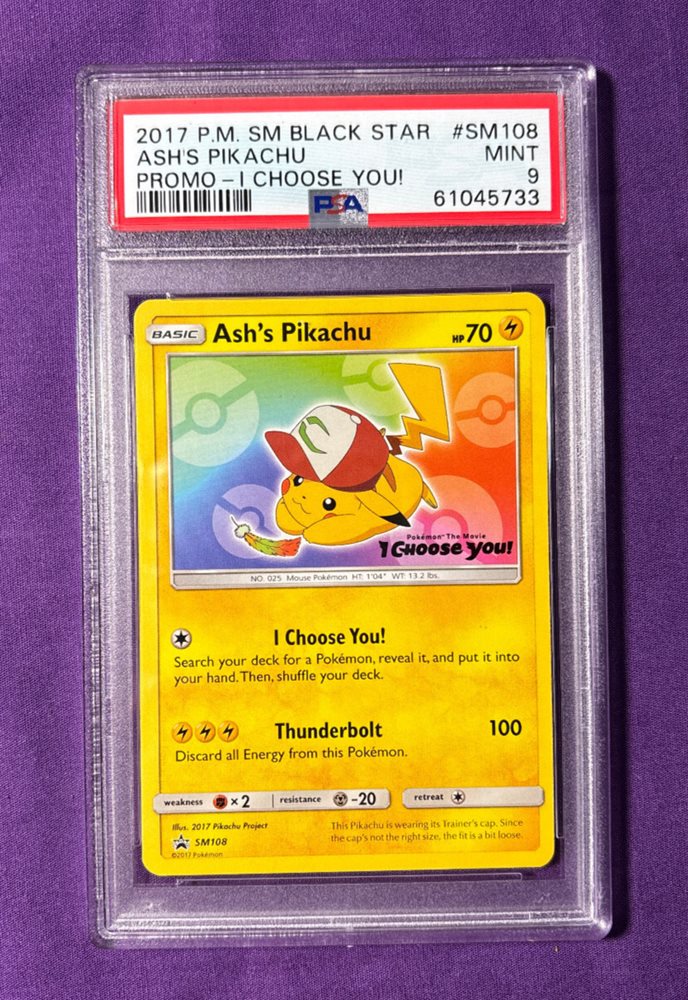 2017 P.M. SM BLACK STAR #SM108
ASH'S PIKACHU MINT
PROMO – I CHOOSE YOU! 9
PSA 61045733
BASIC Ash's Pikachu HP70
Pokémon™ The Movie
I CHOOSE YOU!
NO. 025 Mouse Pokémon HT: 1'04" WT: 13.2 lbs.
I Choose You!
Search your deck for a Pokémon, reveal it, and put it into
your hand. Then, shuffle your deck.
Thunderbolt 100
Discard all Energy from this Pokémon.
weakness ×2 resistance -20 retreat
Illus. 2017 Pikachu Project
SM108
©2017 Pokémon
This Pikachu is wearing its Trainer's cap. Since
the cap's not the right size, the fit is a bit loose.